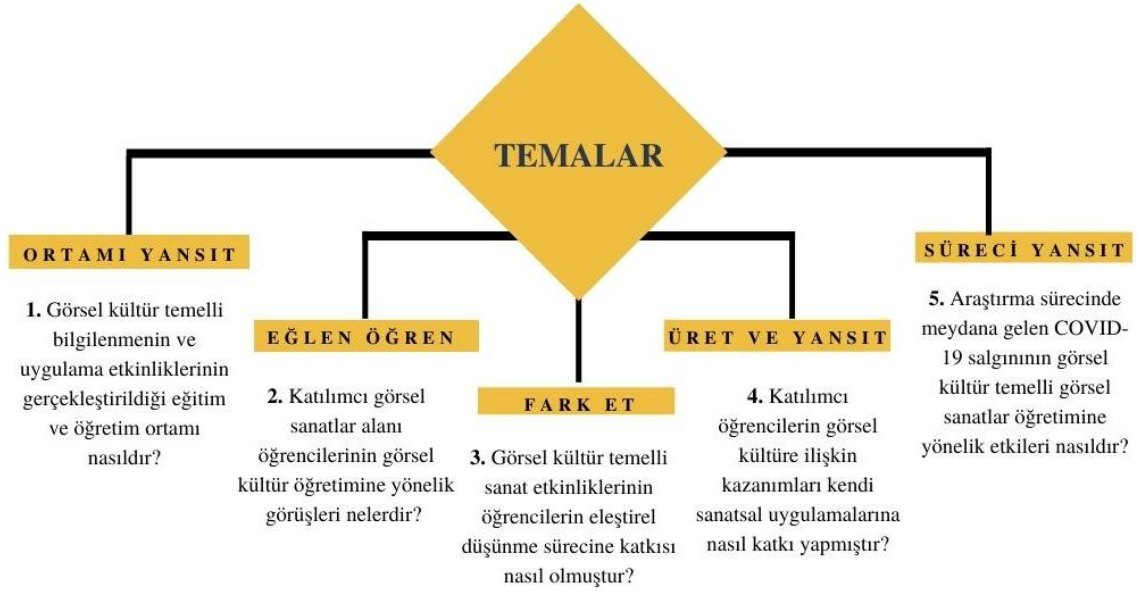 TEMALAR
ORTAMI YANSIT
1. Görsel kültür temelli
bilgilenmenin ve
uygulama etkinliklerinin
gerçekleştirildiği eğitim
ve öğretim ortamı
nasıldır?
EĞLEN ÖĞREN
2. Katılımcı görsel
sanatlar alanı
öğrencilerinin görsel
kültür öğretimine yönelik
görüşleri nelerdir?
FARK ET
3. Görsel kültür temelli
sanat etkinliklerinin
öğrencilerin eleştirel
düşünme sürecine katkısı
nasıl olmuştur?
ÜRET VE YANSIT
4. Katılımcı
öğrencilerin görsel
kültüre ilişkin
kazanımları kendi
sanatsal uygulamalarına
nasıl katkı yapmıştır?
SÜRECİ YANSIT
5. Araştırma sürecinde
meydana gelen COVID-
19 salgınının görsel
kültür temelli görsel
sanatlar öğretimine
yönelik etkileri nasıldır?